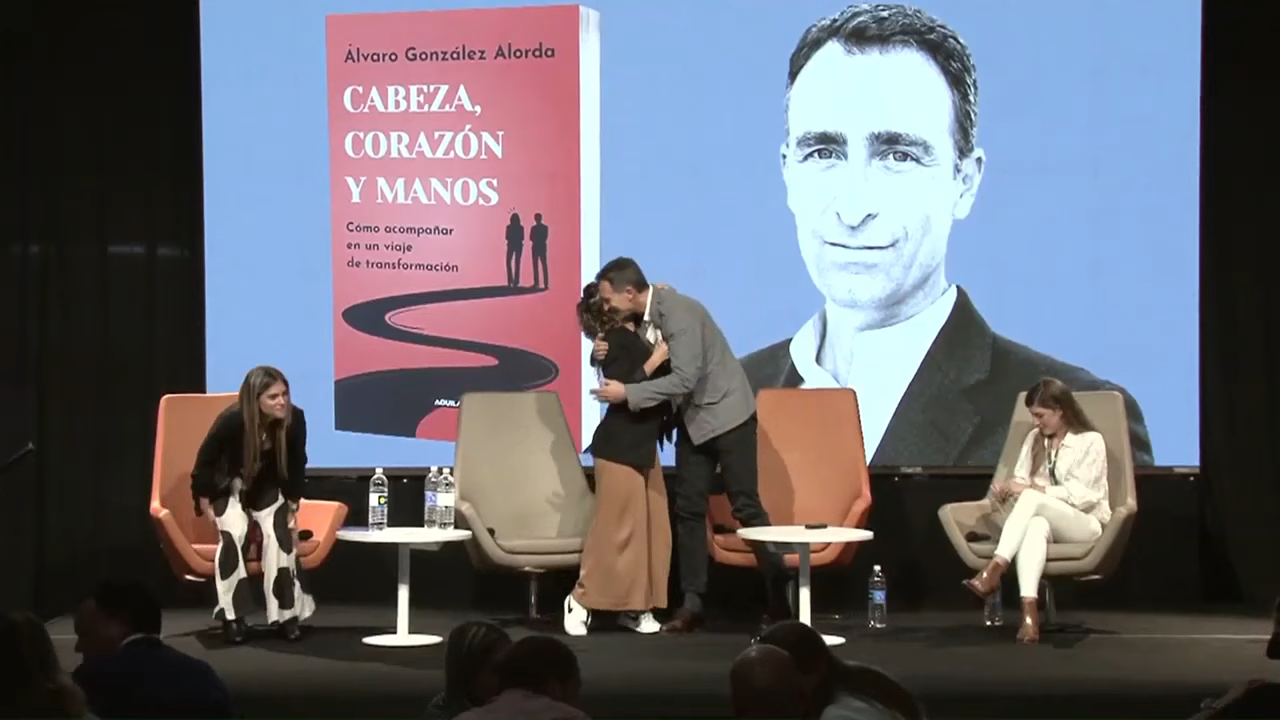 Álvaro González Alorda
CABEZA,
CORAZÓN
Y MANOS
Cómo acompañar
en un viaje
de transformación